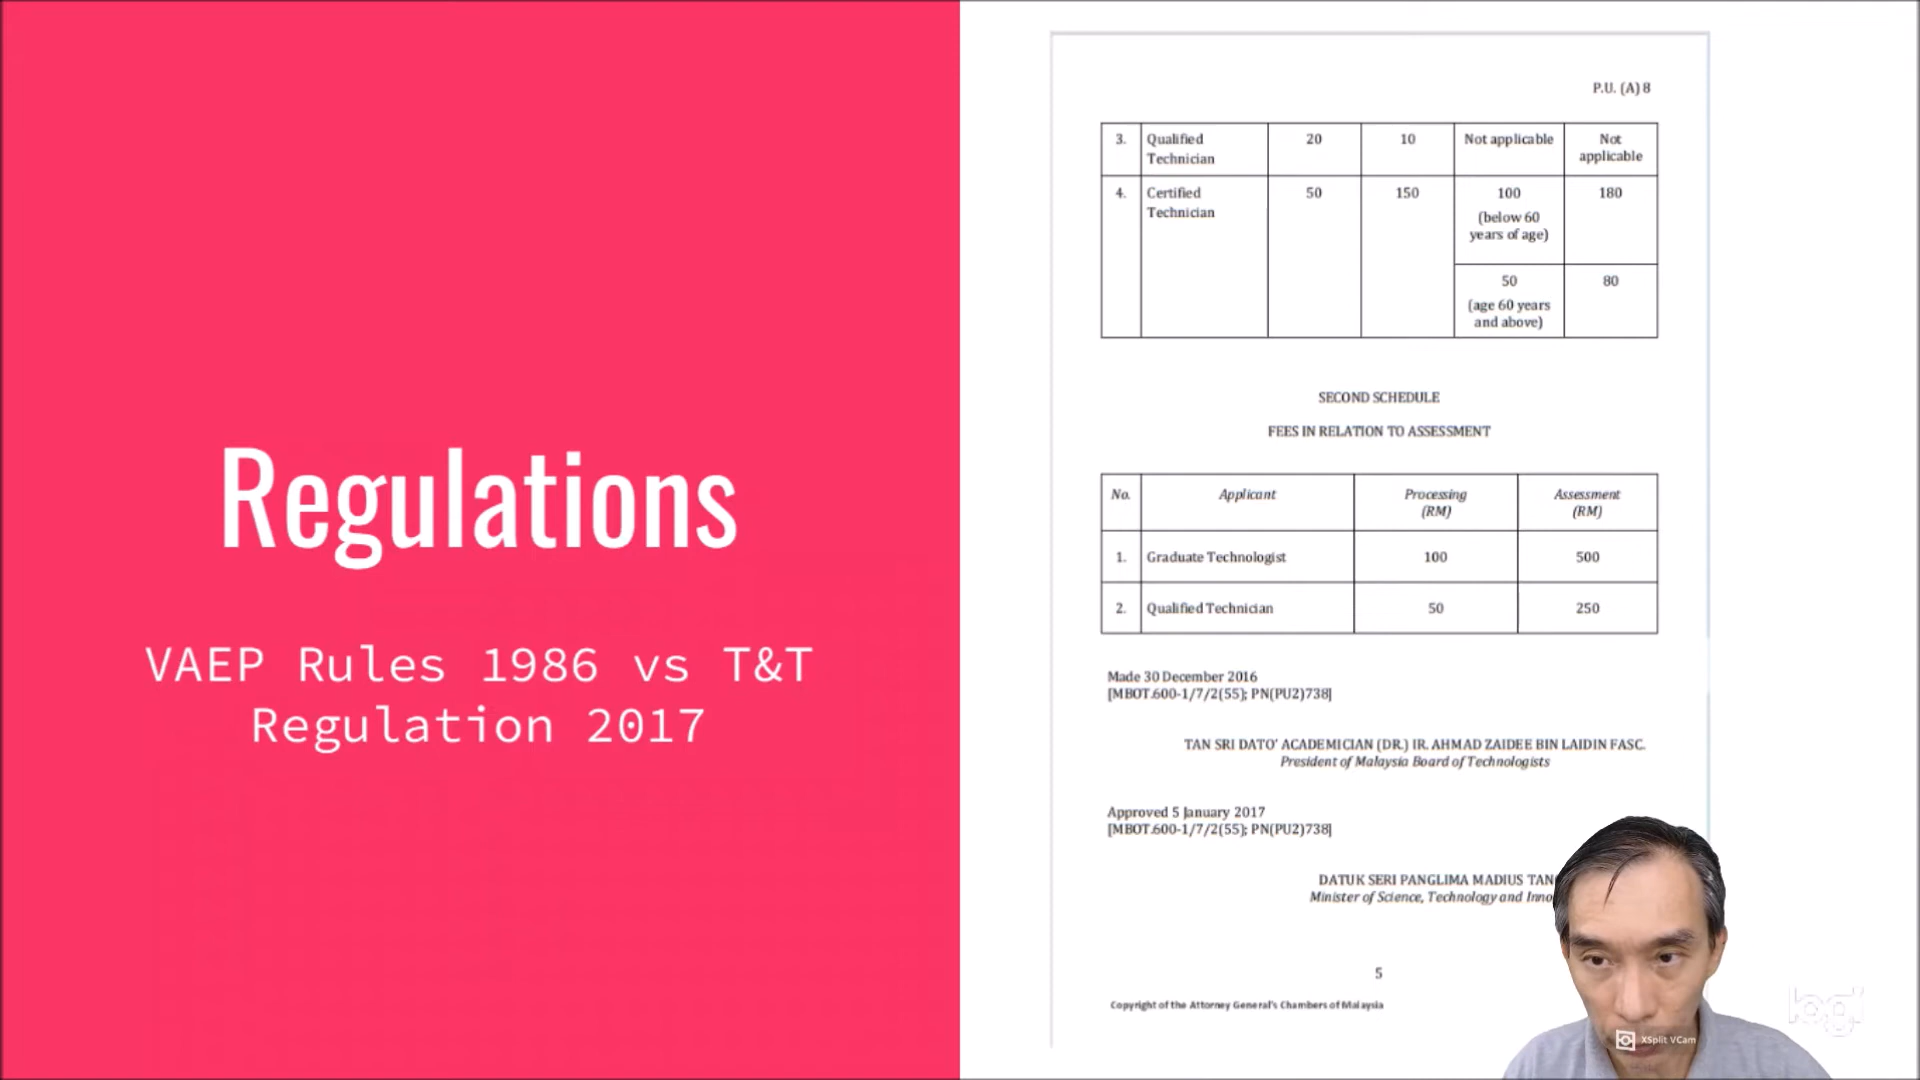 Regulations
VAEP Rules 1986 vs T&T
Regulation 2017
P.U. (A) 8
3. Qualified Technician 20 10 Not applicable Not applicable
4. Certified Technician 50 150 100 (below 60 years of age) 180
50 (age 60 years and above) 80
SECOND SCHEDULE
FEES IN RELATION TO ASSESSMENT
No. Applicant Processing (RM) Assessment (RM)
1. Graduate Technologist 100 500
2. Qualified Technician 50 250
Made 30 December 2016
[MBOT.600-1/7/2(55); PN(PU2)738]
TAN SRI DATO' ACADEMICIAN (DR.) IR. AHMAD ZAIDEE BIN LAIDIN FASC.
President of Malaysia Board of Technologists
Approved 5 January 2017
[MBOT.600-1/7/2(55); PN(PU2)738]
DATUK SERI PANGLIMA MADIUS
Minister of Science, Technology and
5
Copyright of the Attorney General's Chambers of Malaysia
logi
XSplit VCam